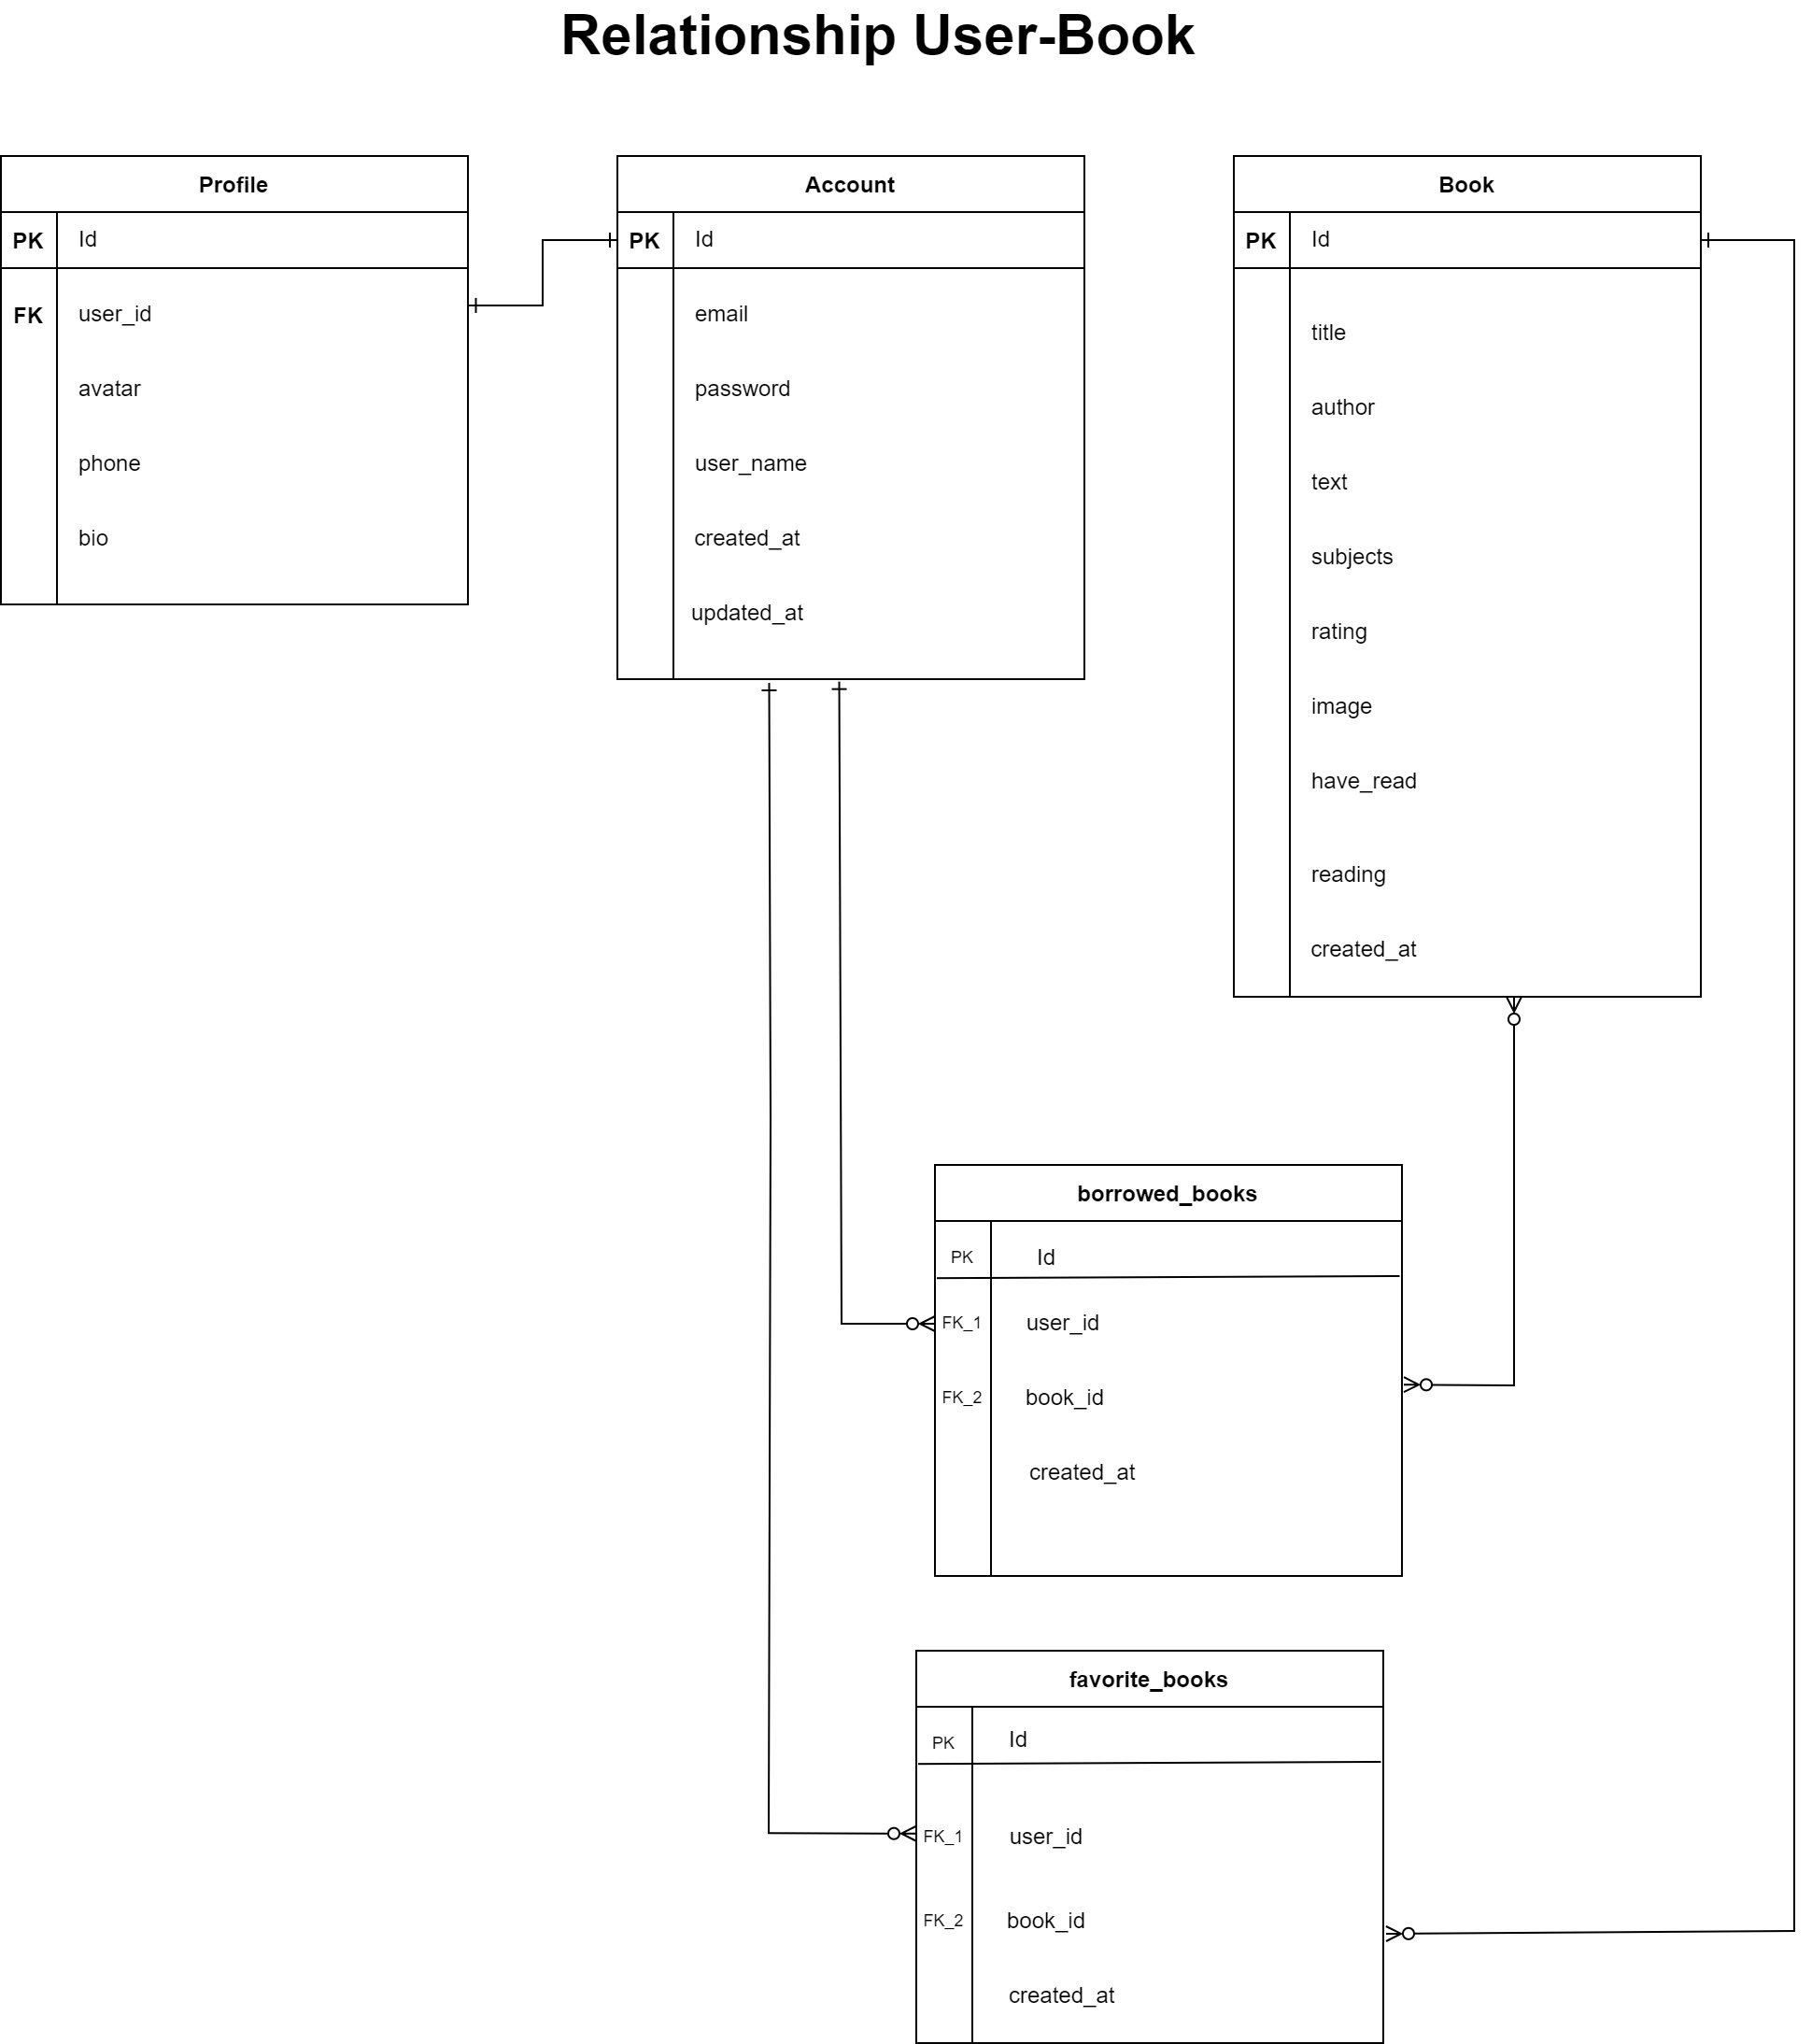 Relationship User-Book
Profile
PK Id
FK user_id
avatar
phone
bio
Account
PK Id
email
password
user_name
created_at
updated_at
Book
PK Id
title
author
text
subjects
rating
image
have_read
reading
created_at
borrowed_books
PK Id
FK_1 user_id
FK_2 book_id
created_at
favorite_books
PK Id
FK_1 user_id
FK_2 book_id
created_at